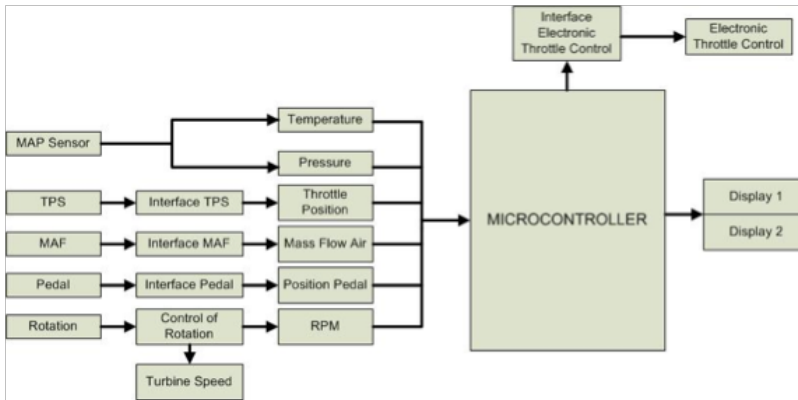 Interface
Electronic
Throttle Control
Electronic
Throttle Control
MAP Sensor
Temperature
Pressure
TPS
Interface TPS
Throttle
Position
MAF
Interface MAF
Mass Flow Air
Pedal
Interface Pedal
Position Pedal
Rotation
Control of
Rotation
RPM
Turbine Speed
MICROCONTROLLER
Display 1
Display 2